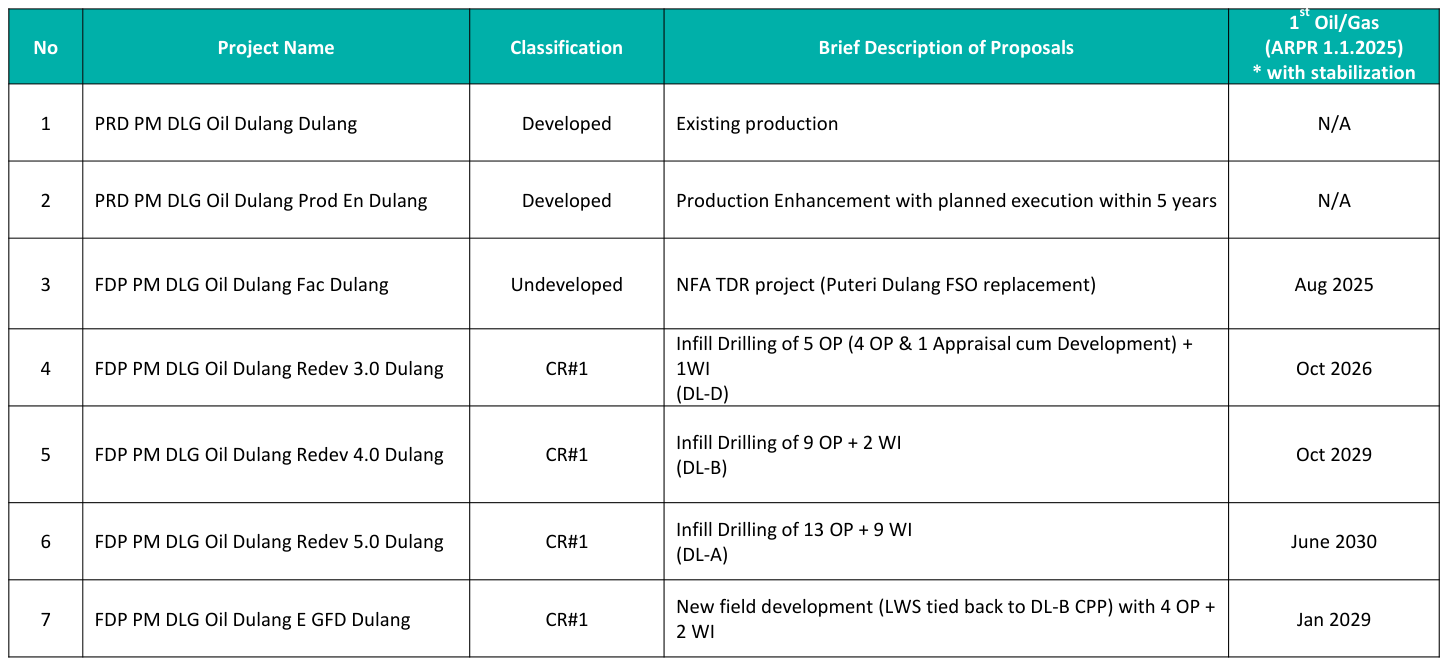 No
Project Name
Classification
Brief Description of Proposals
1st Oil/Gas
(ARPR 1.1.2025)
* with stabilization
1
PRD PM DLG Oil Dulang Dulang
Developed
Existing production
N/A
2
PRD PM DLG Oil Dulang Prod En Dulang
Developed
Production Enhancement with planned execution within 5 years
N/A
3
FDP PM DLG Oil Dulang Fac Dulang
Undeveloped
NFA TDR project (Puteri Dulang FSO replacement)
Aug 2025
4
FDP PM DLG Oil Dulang Redev 3.0 Dulang
CR#1
Infill Drilling of 5 OP (4 OP & 1 Appraisal cum Development) +
1WI
(DL-D)
Oct 2026
5
FDP PM DLG Oil Dulang Redev 4.0 Dulang
CR#1
Infill Drilling of 9 OP + 2 WI
(DL-B)
Oct 2029
6
FDP PM DLG Oil Dulang Redev 5.0 Dulang
CR#1
Infill Drilling of 13 OP + 9 WI
(DL-A)
June 2030
7
FDP PM DLG Oil Dulang E GFD Dulang
CR#1
New field development (LWS tied back to DL-B CPP) with 4 OP +
2 WI
Jan 2029